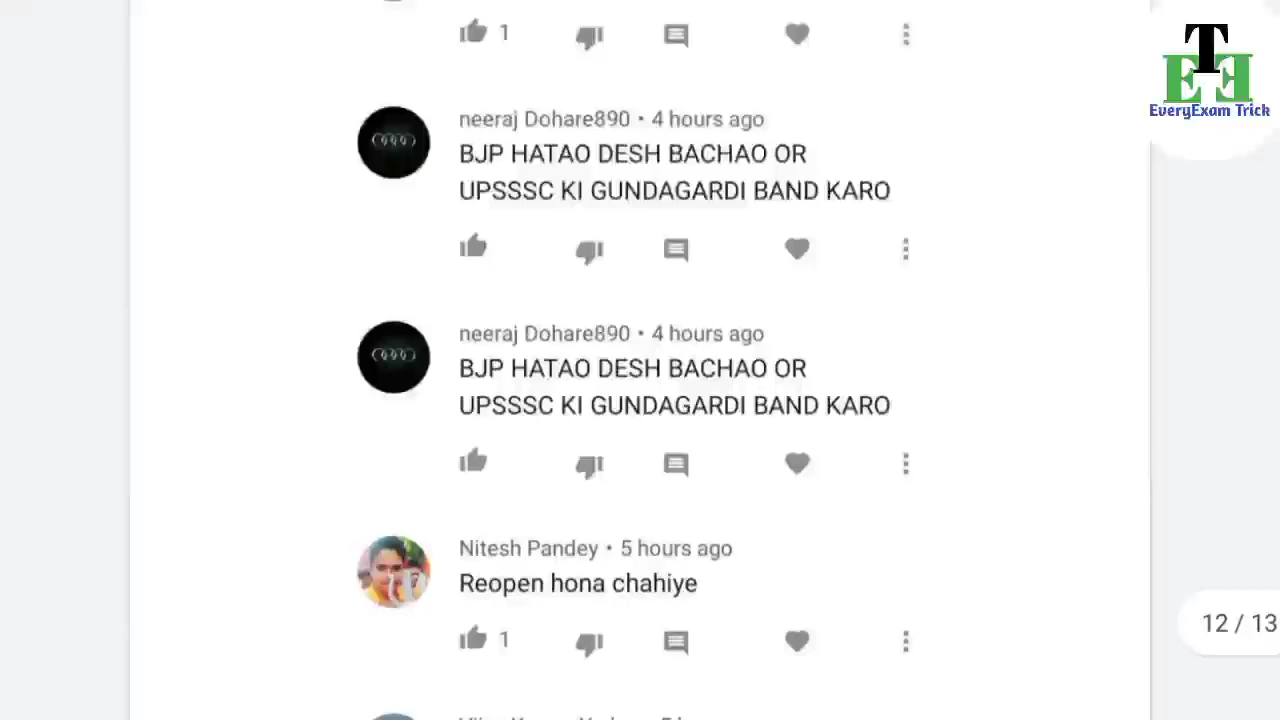 1
T
EE
EveryExam Trick
neeraj Dohare890 • 4 hours ago
BJP HATAO DESH BACHAO OR
UPSSSC KI GUNDAGARDI BAND KARO
neeraj Dohare890 • 4 hours ago
BJP HATAO DESH BACHAO OR
UPSSSC KI GUNDAGARDI BAND KARO
Nitesh Pandey • 5 hours ago
Reopen hona chahiye
12 / 13
1